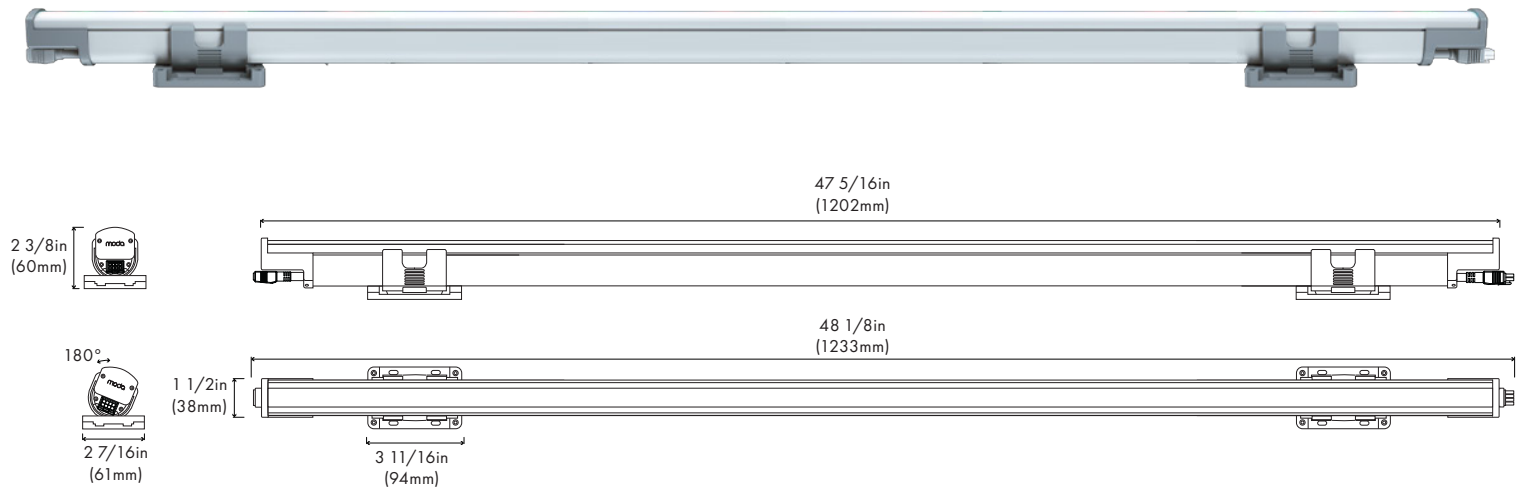 47 5/16in
(1202mm)
2 3/8in
(60mm)
moda
48 1/8in
(1233mm)
180°
moda
1 1/2in
(38mm)
2 7/16in
(61mm)
3 11/16in
(94mm)